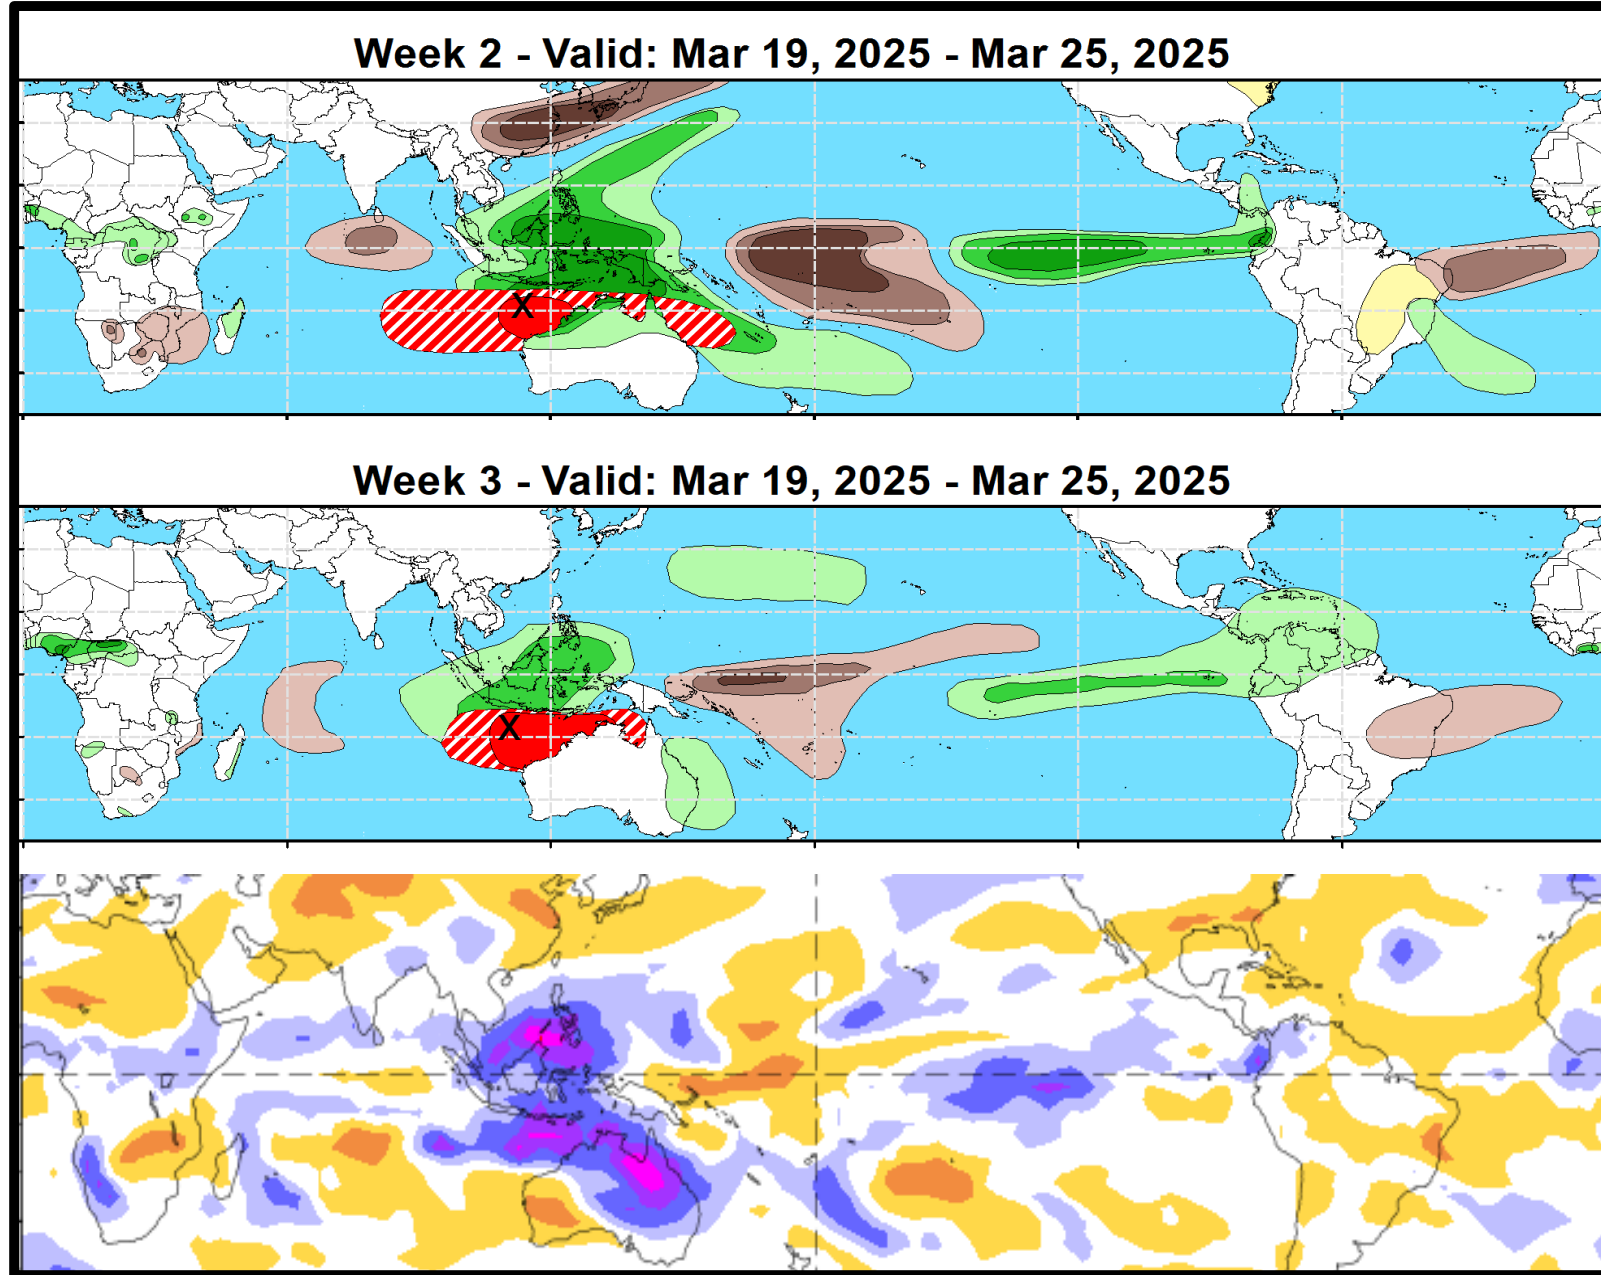 Week 2 - Valid: Mar 19, 2025 - Mar 25, 2025
X
Week 3 - Valid: Mar 19, 2025 - Mar 25, 2025
X